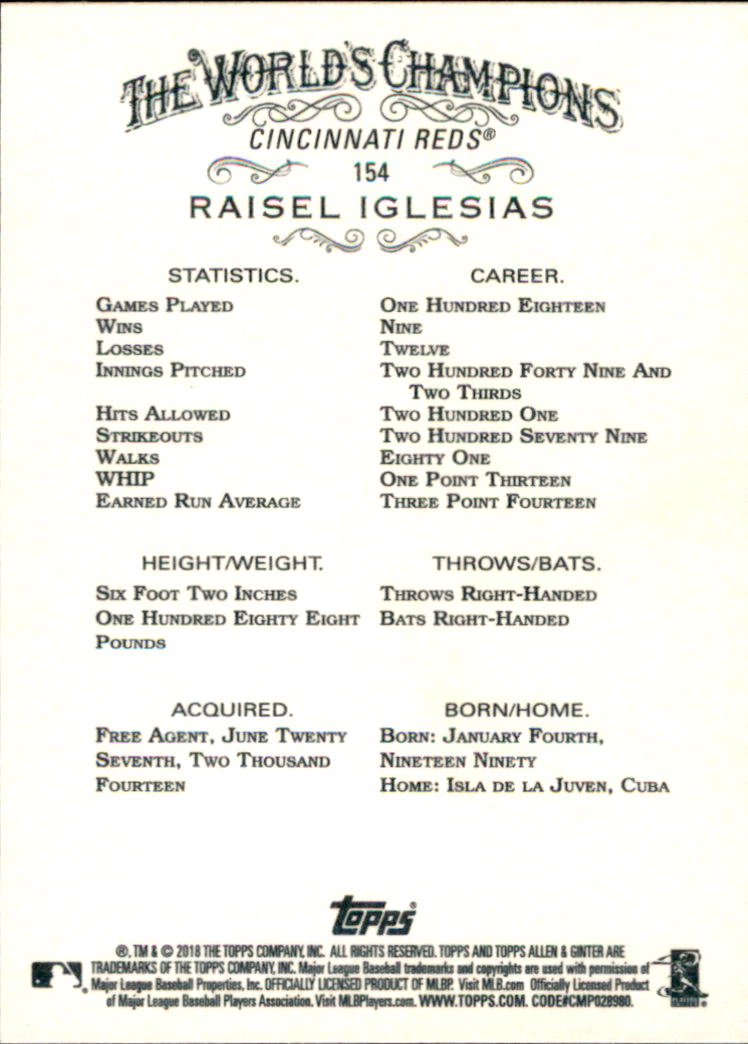 THE WORLD'S CHAMPIONS
CINCINNATI REDS®
154
RAISEL IGLESIAS
STATISTICS. CAREER.
GAMES PLAYED ONE HUNDRED EIGHTEEN
WINS NINE
LOSSES TWELVE
INNINGS PITCHED TWO HUNDRED FORTY NINE AND
TWO THIRDS
HITS ALLOWED TWO HUNDRED ONE
STRIKEOUTS TWO HUNDRED SEVENTY NINE
WALKS EIGHTY ONE
WHIP ONE POINT THIRTEEN
EARNED RUN AVERAGE THREE POINT FOURTEEN
HEIGHT/WEIGHT. THROWS/BATS.
SIX FOOT TWO INCHES THROWS RIGHT-HANDED
ONE HUNDRED EIGHTY EIGHT BATS RIGHT-HANDED
POUNDS
ACQUIRED. BORN/HOME.
FREE AGENT, JUNE TWENTY BORN: JANUARY FOURTH,
SEVENTH, TWO THOUSAND NINETEEN NINETY
FOURTEEN HOME: ISLA DE LA JUVEN, CUBA
topps®
®, TM & © 2018 THE TOPPS COMPANY, INC. ALL RIGHTS RESERVED. TOPPS AND TOPPS ALLEN & GINTER ARE
TRADEMARKS OF THE TOPPS COMPANY, INC. Major League Baseball trademarks and copyrights are used with permission of
Major League Baseball Properties, Inc. OFFICIALLY LICENSED PRODUCT OF MLBP. Visit MLB.com Officially Licensed Product
of Major League Baseball Players Association. Visit MLBPlayers.com. WWW.TOPPS.COM. CODE#CMP028980.